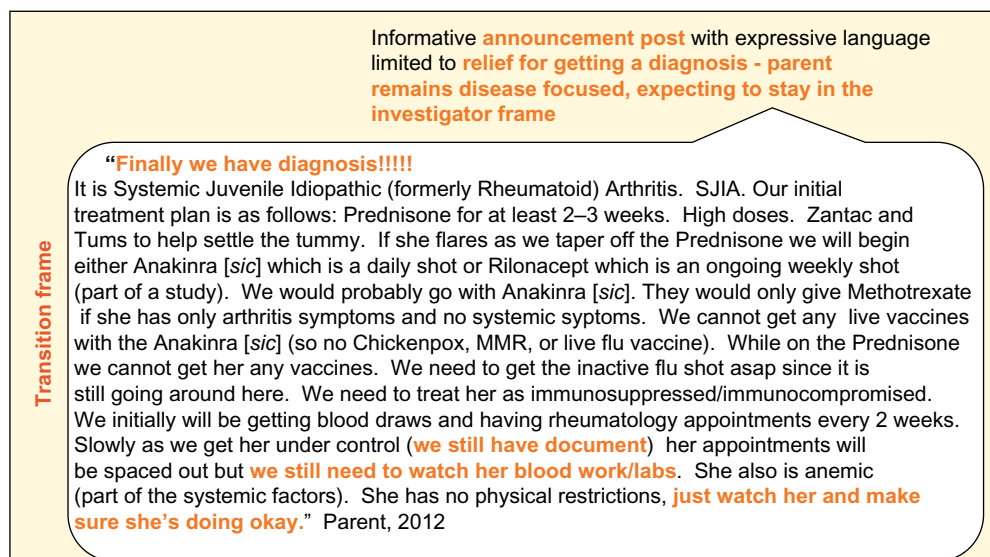 Informative announcement post with expressive language
limited to relief for getting a diagnosis - parent
remains disease focused, expecting to stay in the
investigator frame
Transition frame
“Finally we have diagnosis!!!!!
It is Systemic Juvenile Idiopathic (formerly Rheumatoid) Arthritis. SJIA. Our initial
treatment plan is as follows: Prednisone for at least 2–3 weeks. High doses. Zantac and
Tums to help settle the tummy. If she flares as we taper off the Prednisone we will begin
either Anakinra [sic] which is a daily shot or Rilonacept which is an ongoing weekly shot
(part of a study). We would probably go with Anakinra [sic]. They would only give Methotrexate
if she has only arthritis symptoms and no systemic syptoms. We cannot get any live vaccines
with the Anakinra [sic] (so no Chickenpox, MMR, or live flu vaccine). While on the Prednisone
we cannot get her any vaccines. We need to get the inactive flu shot asap since it is
still going around here. We need to treat her as immunosuppressed/immunocompromised.
We initially will be getting blood draws and having rheumatology appointments every 2 weeks.
Slowly as we get her under control (we still have document) her appointments will
be spaced out but we still need to watch her blood work/labs. She also is anemic
(part of the systemic factors). She has no physical restrictions, just watch her and make
sure she’s doing okay.” Parent, 2012